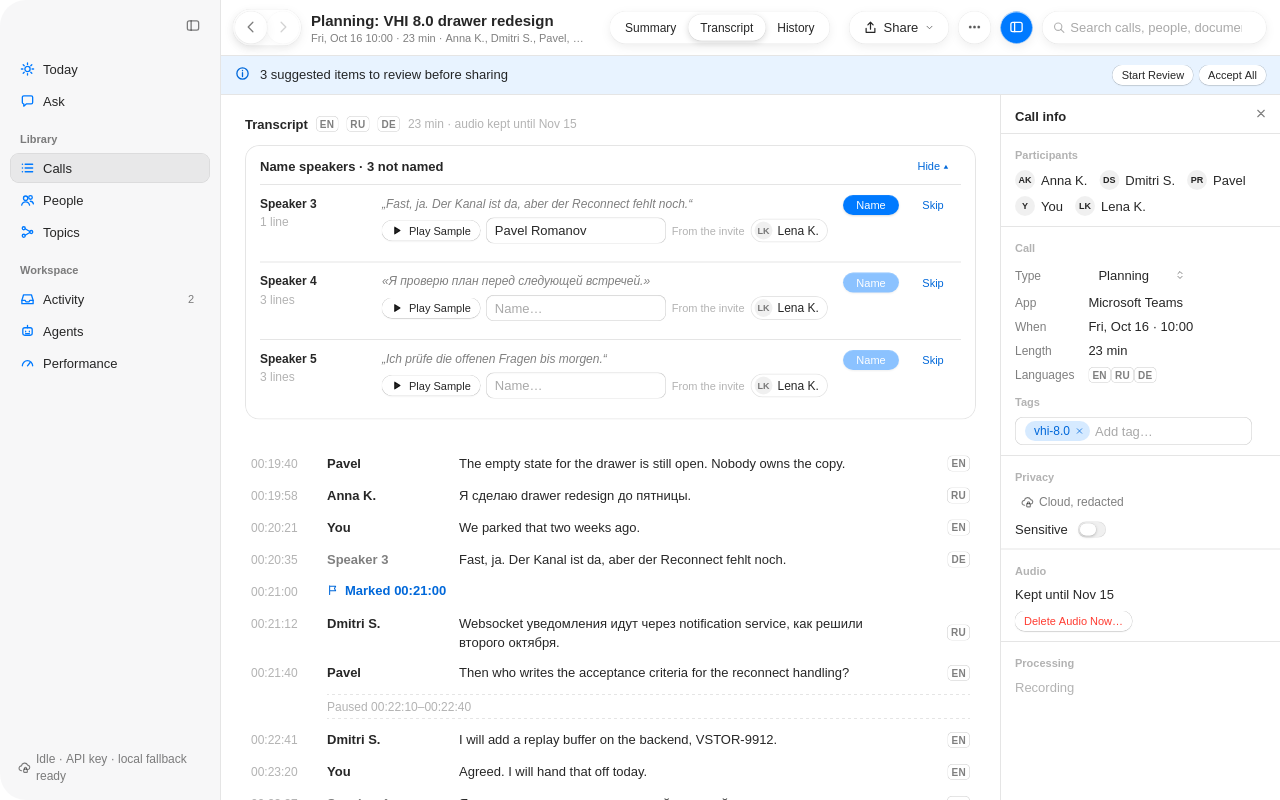 Planning: VHI 8.0 drawer redesign
Fri, Oct 16 10:00 · 23 min · Anna K., Dmitri S., Pavel, …
Summary
Transcript
History
Share
Search calls, people, documen
Today
Ask
Library
Calls
People
Topics
Workspace
Activity 2
Agents
Performance
Idle · API key · local fallback
ready
3 suggested items to review before sharing
Start Review
Accept All
Transcript EN RU DE 23 min · audio kept until Nov 15
Name speakers · 3 not named
Hide
Speaker 3
1 line
„Fast, ja. Der Kanal ist da, aber der Reconnect fehlt noch.“
Play Sample
Pavel Romanov
From the invite
LK Lena K.
Name
Skip
Speaker 4
3 lines
«Я проверю план перед следующей встречей.»
Play Sample
Name…
From the invite
LK Lena K.
Name
Skip
Speaker 5
3 lines
„Ich prüfe die offenen Fragen bis morgen.“
Play Sample
Name…
From the invite
LK Lena K.
Name
Skip
00:19:40 Pavel The empty state for the drawer is still open. Nobody owns the copy. EN
00:19:58 Anna K. Я сделаю drawer redesign до пятницы. RU
00:20:21 You We parked that two weeks ago. EN
00:20:35 Speaker 3 Fast, ja. Der Kanal ist da, aber der Reconnect fehlt noch. DE
00:21:00 Marked 00:21:00
00:21:12 Dmitri S. Websocket уведомления идут через notification service, как решили
второго октября. RU
00:21:40 Pavel Then who writes the acceptance criteria for the reconnect handling? EN
Paused 00:22:10–00:22:40
00:22:41 Dmitri S. I will add a replay buffer on the backend, VSTOR-9912. EN
00:23:20 You Agreed. I will hand that off today. EN
Call info
Participants
AK Anna K. DS Dmitri S. PR Pavel
Y You LK Lena K.
Call
Type Planning
App Microsoft Teams
When Fri, Oct 16 · 10:00
Length 23 min
Languages EN RU DE
Tags
vhi-8.0 × Add tag…
Privacy
Cloud, redacted
Sensitive
Audio
Kept until Nov 15
Delete Audio Now…
Processing
Recording